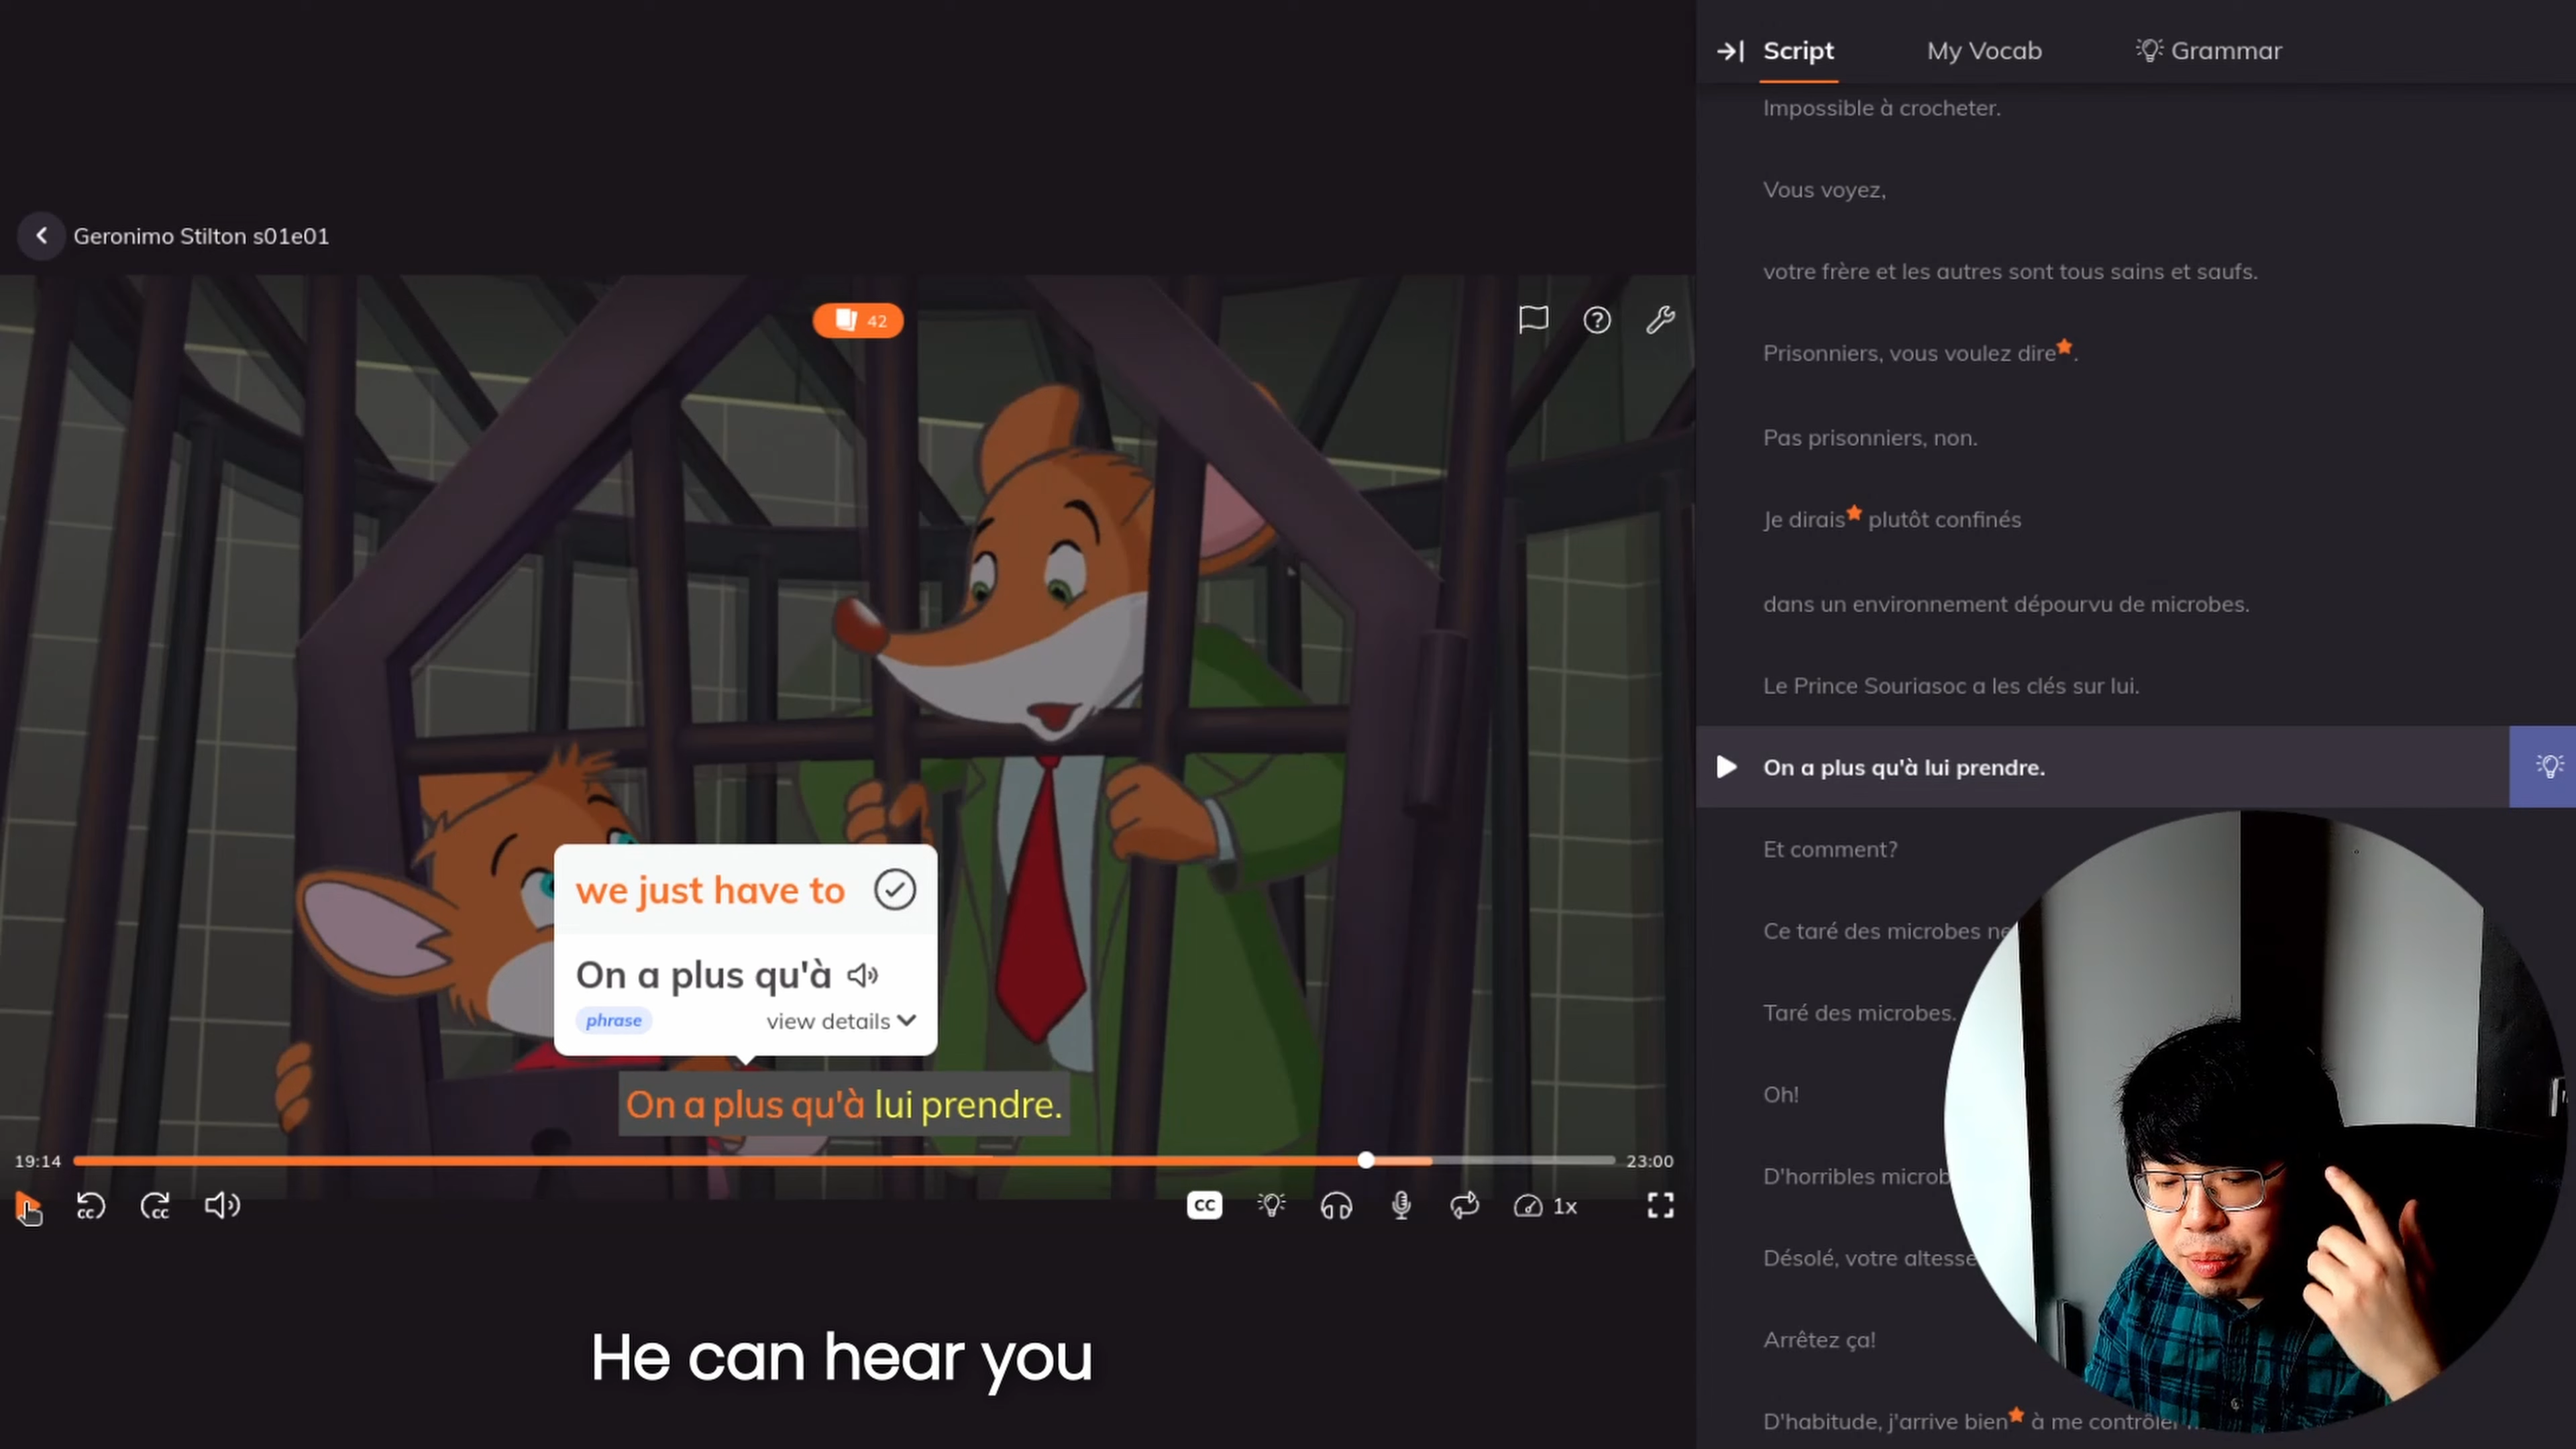 Script
My Vocab
Grammar
Geronimo Stilton s01e01
42
we just have to
On a plus qu'à
phrase
view details
On a plus qu'à lui prendre.
19:14
23:00
CC
CC
CC
1x
He can hear you
Impossible à crocheter.
Vous voyez,
votre frère et les autres sont tous sains et saufs.
Prisonniers, vous voulez dire.
Pas prisonniers, non.
Je dirais plutôt confinés
dans un environnement dépourvu de microbes.
Le Prince Souriasoc a les clés sur lui.
On a plus qu'à lui prendre.
Et comment?
Ce taré des microbes ne
Taré des microbes.
Oh!
D'horribles microb
Désolé, votre altesse
Arrêtez ça!
D'habitude, j'arrive bien à me contrôler